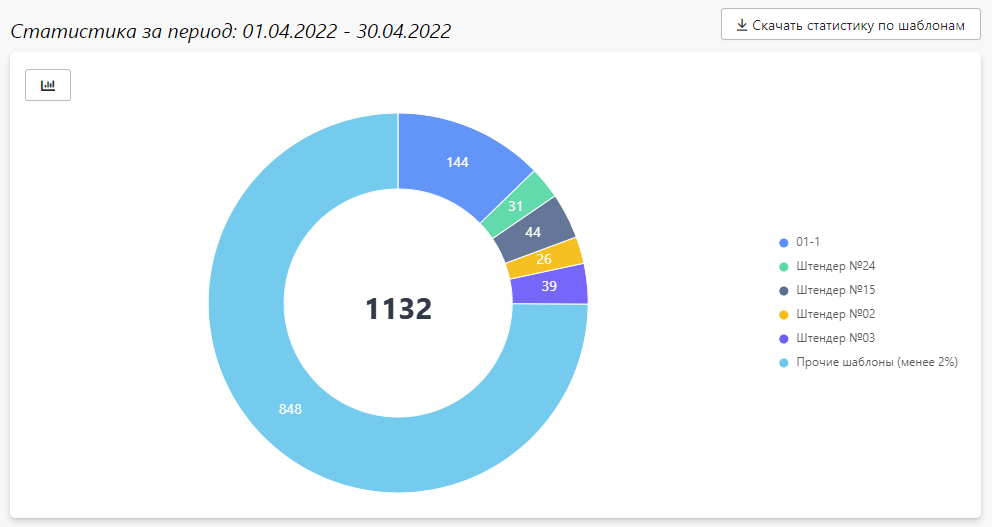 Статистика за период: 01.04.2022 - 30.04.2022
Скачать статистику по шаблонам
144
31
44
26
39
848
1132
01-1
Штендер №24
Штендер №15
Штендер №02
Штендер №03
Прочие шаблоны (менее 2%)